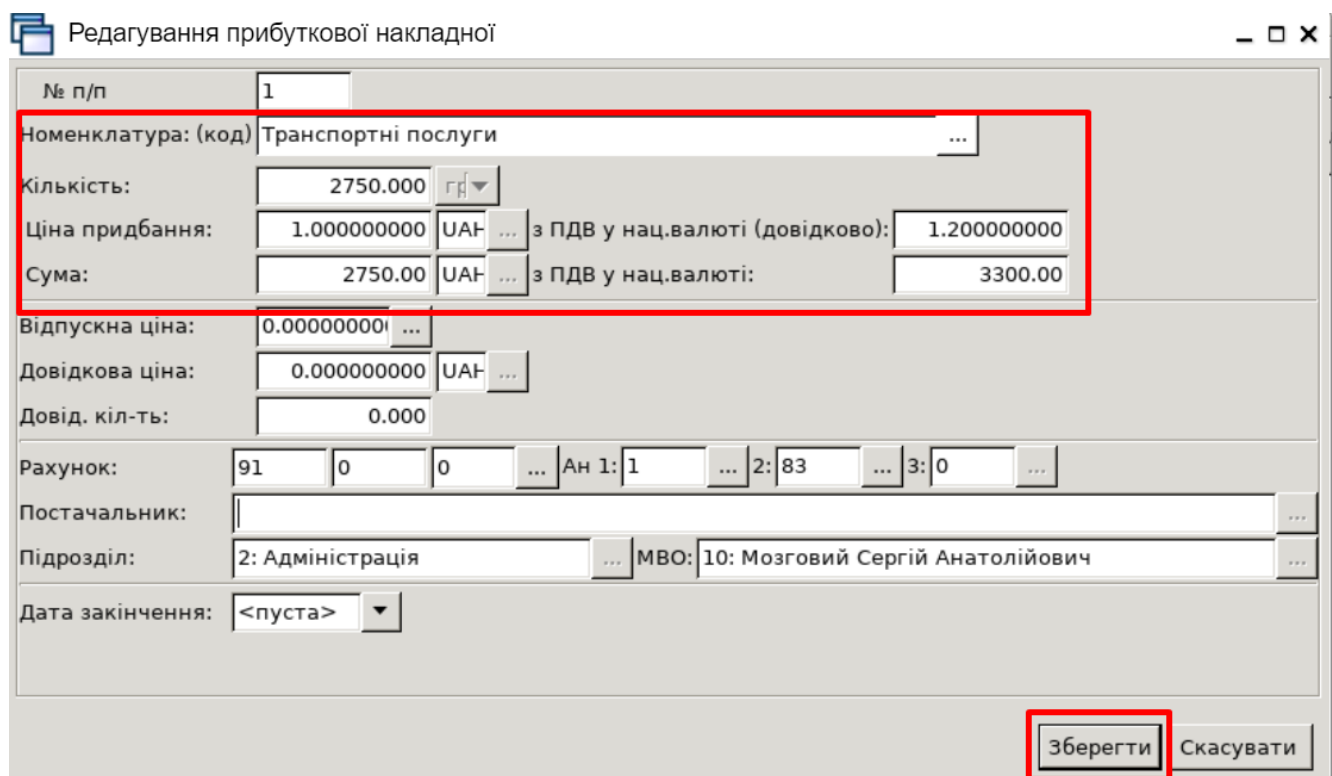 Редагування прибуткової накладної
№ п/п 1
Номенклатура: (код) Транспортні послуги ...
Кількість: 2750.000 гр
Ціна придбання: 1.000000000 UAH ... з ПДВ у нац.валюті (довідково): 1.200000000
Сума: 2750.00 UAH ... з ПДВ у нац.валюті: 3300.00
Відпускна ціна: 0.00000000 ...
Довідкова ціна: 0.000000000 UAH ...
Довід. кіл-ть: 0.000
Рахунок: 91 0 0 ... Ан 1: 1 ... 2: 83 ... 3: 0 ...
Постачальник: ...
Підрозділ: 2: Адміністрація ... МВО: 10: Мозговий Сергій Анатолійович ...
Дата закінчення: <пуста>
Зберегти Скасувати